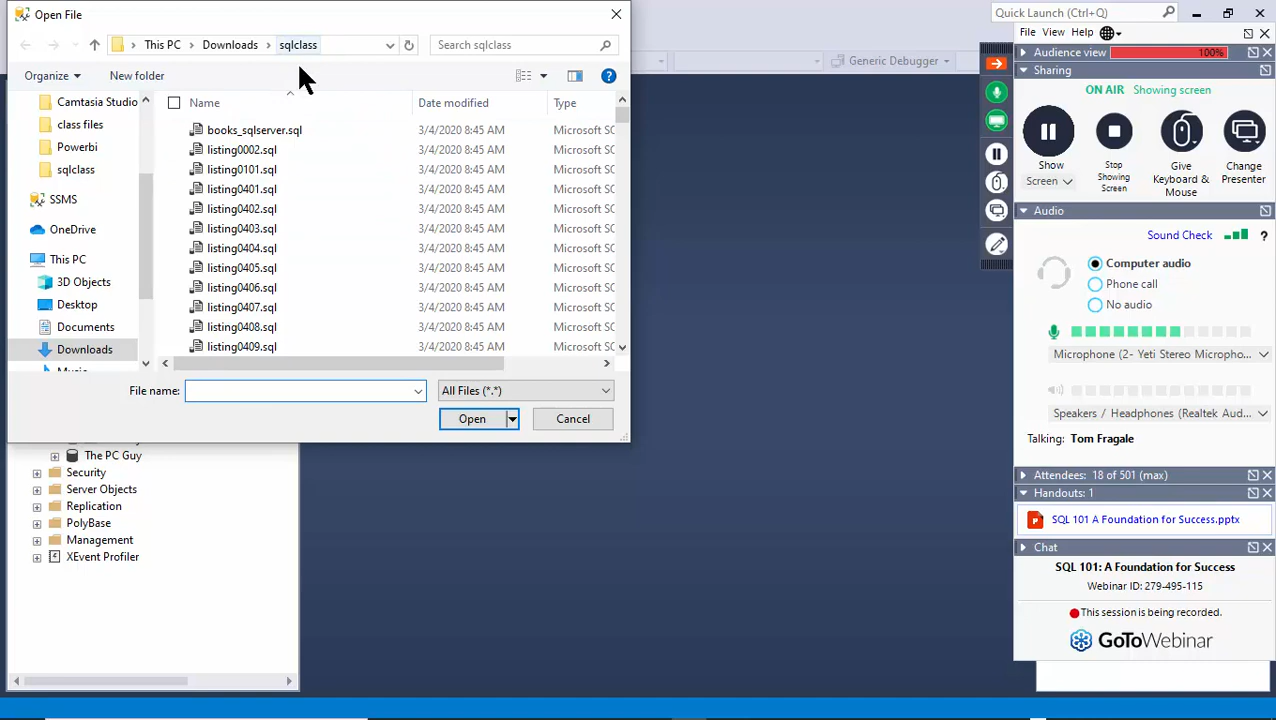 Open File
This PC
Downloads
sqlclass
Search sqlclass
Organize
New folder
Name
Date modified
Type
Camtasia Studio
class files
Powerbi
sqlclass
SSMS
OneDrive
This PC
3D Objects
Desktop
Documents
Downloads
books_sqlserver.sql 3/4/2020 8:45 AM Microsoft SC
listing0002.sql 3/4/2020 8:45 AM Microsoft SC
listing0101.sql 3/4/2020 8:45 AM Microsoft SC
listing0401.sql 3/4/2020 8:45 AM Microsoft SC
listing0402.sql 3/4/2020 8:45 AM Microsoft SC
listing0403.sql 3/4/2020 8:45 AM Microsoft SC
listing0404.sql 3/4/2020 8:45 AM Microsoft SC
listing0405.sql 3/4/2020 8:45 AM Microsoft SC
listing0406.sql 3/4/2020 8:45 AM Microsoft SC
listing0407.sql 3/4/2020 8:45 AM Microsoft SC
listing0408.sql 3/4/2020 8:45 AM Microsoft SC
listing0409.sql 3/4/2020 8:45 AM Microsoft SC
File name:
All Files (*.*)
Open
Cancel
The PC Guy
Security
Server Objects
Replication
PolyBase
Management
XEvent Profiler
Quick Launch (Ctrl+Q)
Generic Debugger
File View Help
Audience view 100%
Sharing
ON AIR Showing screen
Show
Screen
Stop
Showing
Screen
Give
Keyboard &
Mouse
Change
Presenter
Audio
Sound Check ?
Computer audio
Phone call
No audio
Microphone (2- Yeti Stereo Micropho...
Speakers / Headphones (Realtek Aud...
Talking: Tom Fragale
Attendees: 18 of 501 (max)
Handouts: 1
SQL 101 A Foundation for Success.pptx
Chat
SQL 101: A Foundation for Success
Webinar ID: 279-495-115
This session is being recorded.
GoToWebinar